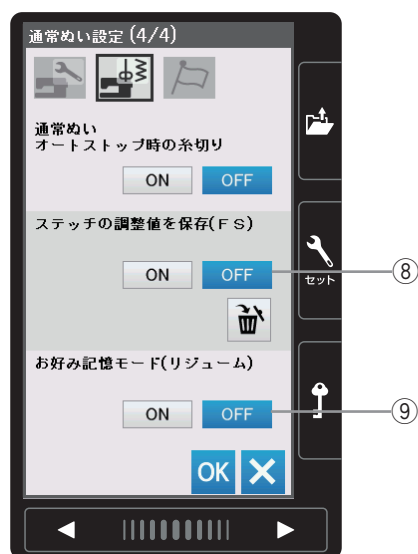 通常ぬい設定 (4/4)
通常ぬい
オートストップ時の糸切り
ON OFF
ステッチの調整値を保存(ＦＳ)
ON OFF
⑧
セット
お好み記憶モード(リジューム)
ON OFF
⑨
OK